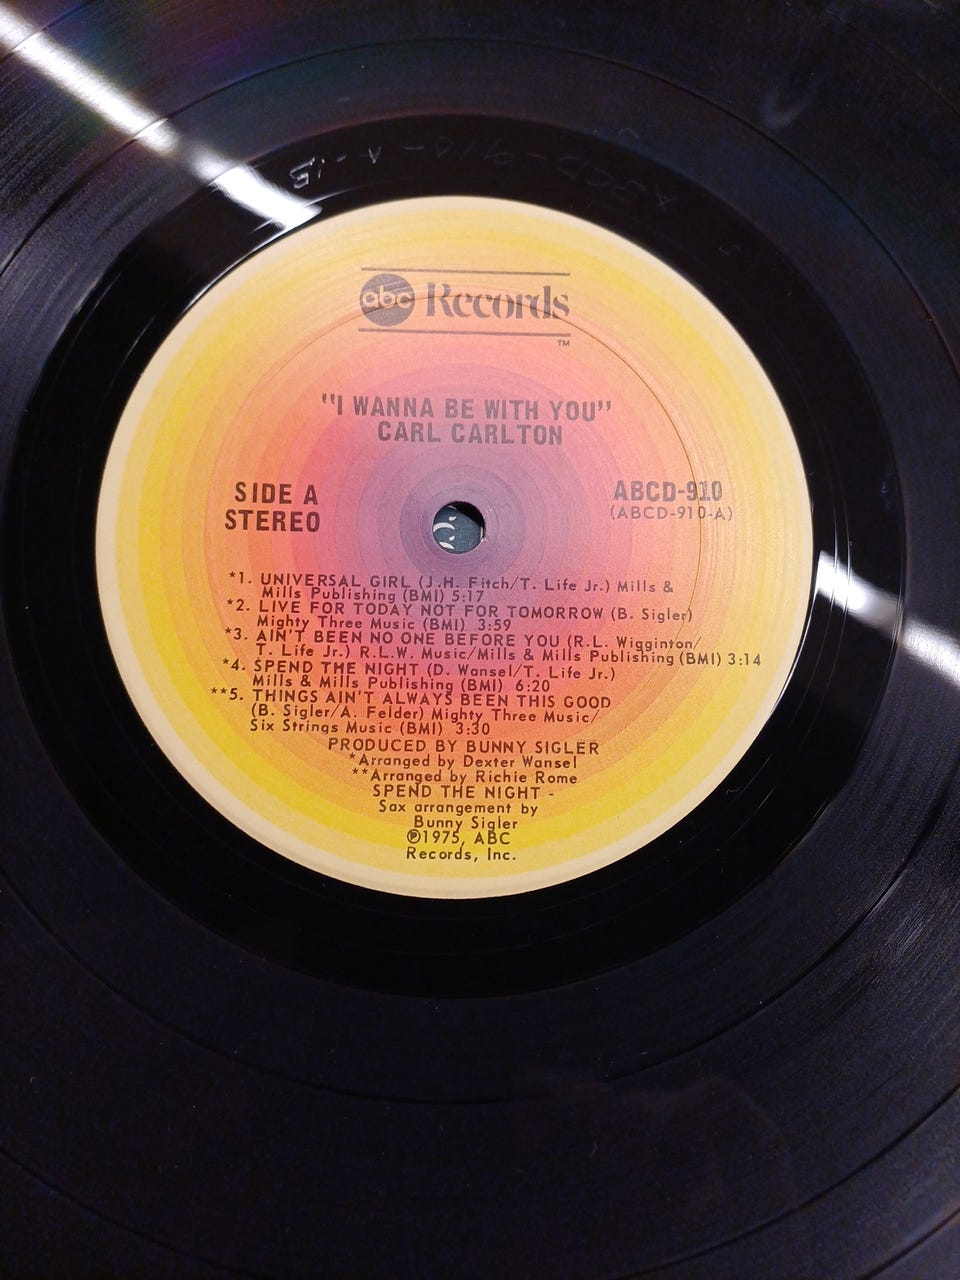 ABCD-910-A-1B
abc Records
TM
"I WANNA BE WITH YOU"
CARL CARLTON
SIDE A
STEREO
ABCD-910
(ABCD-910-A)
*1. UNIVERSAL GIRL (J.H. Fitch/T. Life Jr.) Mills &
Mills Publishing (BMI) 5:17
*2. LIVE FOR TODAY NOT FOR TOMORROW (B. Sigler)
Mighty Three Music (BMI) 3:59
*3. AIN'T BEEN NO ONE BEFORE YOU (R.L. Wigginton/
T. Life Jr.) R.L.W. Music/Mills & Mills Publishing (BMI) 3:14
*4. SPEND THE NIGHT (D. Wansel/T. Life Jr.)
Mills & Mills Publishing (BMI) 6:20
**5. THINGS AIN'T ALWAYS BEEN THIS GOOD
(B. Sigler/A. Felder) Mighty Three Music/
Six Strings Music (BMI) 3:30
PRODUCED BY BUNNY SIGLER
*Arranged by Dexter Wansel
**Arranged by Richie Rome
SPEND THE NIGHT -
Sax arrangement by
Bunny Sigler
℗1975, ABC
Records, Inc.